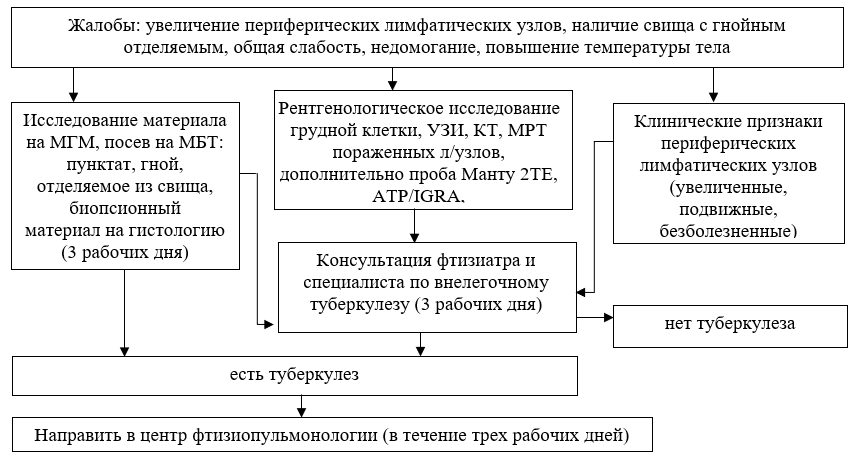 Жалобы: увеличение периферических лимфатических узлов, наличие свища с гнойным
отделяемым, общая слабость, недомогание, повышение температуры тела
Исследование материала
на МГМ, посев на МБТ:
пунктат, гной,
отделяемое из свища,
биопсионный
материал на гистологию
(3 рабочих дня)
Рентгенологическое исследование
грудной клетки, УЗИ, КТ, МРТ
пораженных л/узлов,
дополнительно проба Манту 2ТЕ,
АТР/IGRA.
Клинические признаки
периферических
лимфатических узлов
(увеличенные,
подвижные,
безболезненные)
Консультация фтизиатра и
специалиста по внелегочному
туберкулезу (3 рабочих дня)
нет туберкулеза
есть туберкулез
Направить в центр фтизиопульмонологии (в течение трех рабочих дней)